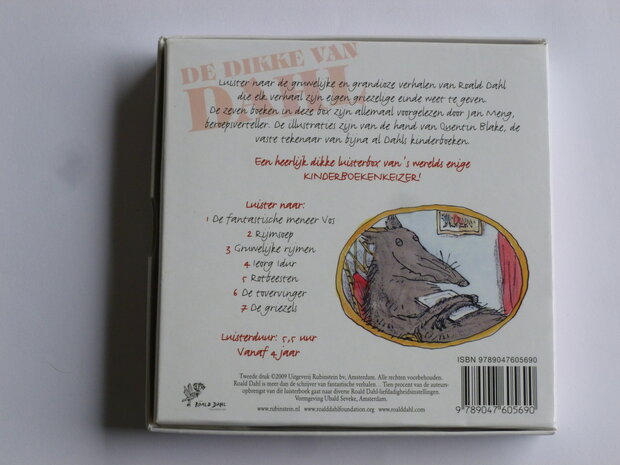 DE DIKKE VAN
DAHL
Luister naar de gruwelijke en grandioze verhalen van Roald Dahl
die elk verhaal zijn eigen griezelige einde weet te geven.
De zeven boeken in deze box zijn allemaal voorgelezen door Jan Meng,
beroepsverteller. De illustraties zijn van de hand van Quentin Blake, de
vaste tekenaar van bijna al Dahls kinderboeken.
Een heerlijk dikke luisterbox van 's werelds enige
KINDERBOEKENKEIZER!
Luister naar:
1 De fantastische meneer Vos
2 Rijmsoep
3 Gruwelijke rijmen
4 Ieorg Idur
5 Rotbeesten
6 De tovervinger
7 De griezels
Luisterduur: 5,5 uur
Vanaf 4 jaar
ISBN 9789047605690
Tweede druk ©2009 Uitgeverij Rubinstein bv, Amsterdam. Alle rechten voorbehouden.
Roald Dahl is meer dan de schrijver van fantastische verhalen... Tien procent van de auteurs-
opbrengst van dit luisterboek gaat naar diverse Roald Dahl-liefdadigheidsinstellingen.
Vormgeving Ubald Seveke, Amsterdam.
www.rubinstein.nl www.roalddahlfoundation.org www.roalddahl.com
ROALD DAHL
9 789047 605690